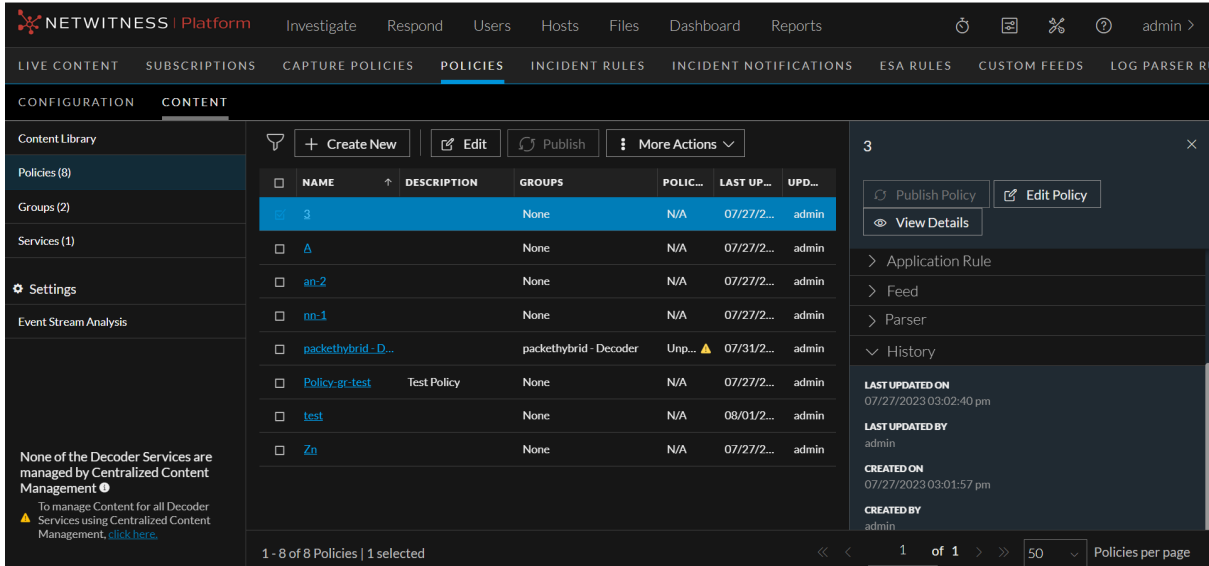 NETWITNESS | Platform Investigate Respond Users Hosts Files Dashboard Reports admin >
LIVE CONTENT SUBSCRIPTIONS CAPTURE POLICIES POLICIES INCIDENT RULES INCIDENT NOTIFICATIONS ESA RULES CUSTOM FEEDS LOG PARSER R
CONFIGURATION CONTENT
Content Library
Policies (8)
Groups (2)
Services (1)
Settings
Event Stream Analysis
None of the Decoder Services are
managed by Centralized Content
Management
To manage Content for all Decoder
Services using Centralized Content
Management, click here.
+ Create New Edit Publish More Actions
NAME ↑ DESCRIPTION GROUPS POLIC... LAST UP... UPD...
3 None N/A 07/27/2... admin
A None N/A 07/27/2... admin
an-2 None N/A 07/27/2... admin
nn-1 None N/A 07/27/2... admin
packethybrid - D... packethybrid - Decoder Unp... 07/31/2... admin
Policy-gr-test Test Policy None N/A 07/27/2... admin
test None N/A 08/01/2... admin
Zn None N/A 07/27/2... admin
1 - 8 of 8 Policies | 1 selected
<< < 1 of 1 > >> 50 Policies per page
3
Publish Policy Edit Policy
View Details
Application Rule
Feed
Parser
History
LAST UPDATED ON
07/27/2023 03:02:40 pm
LAST UPDATED BY
admin
CREATED ON
07/27/2023 03:01:57 pm
CREATED BY
admin